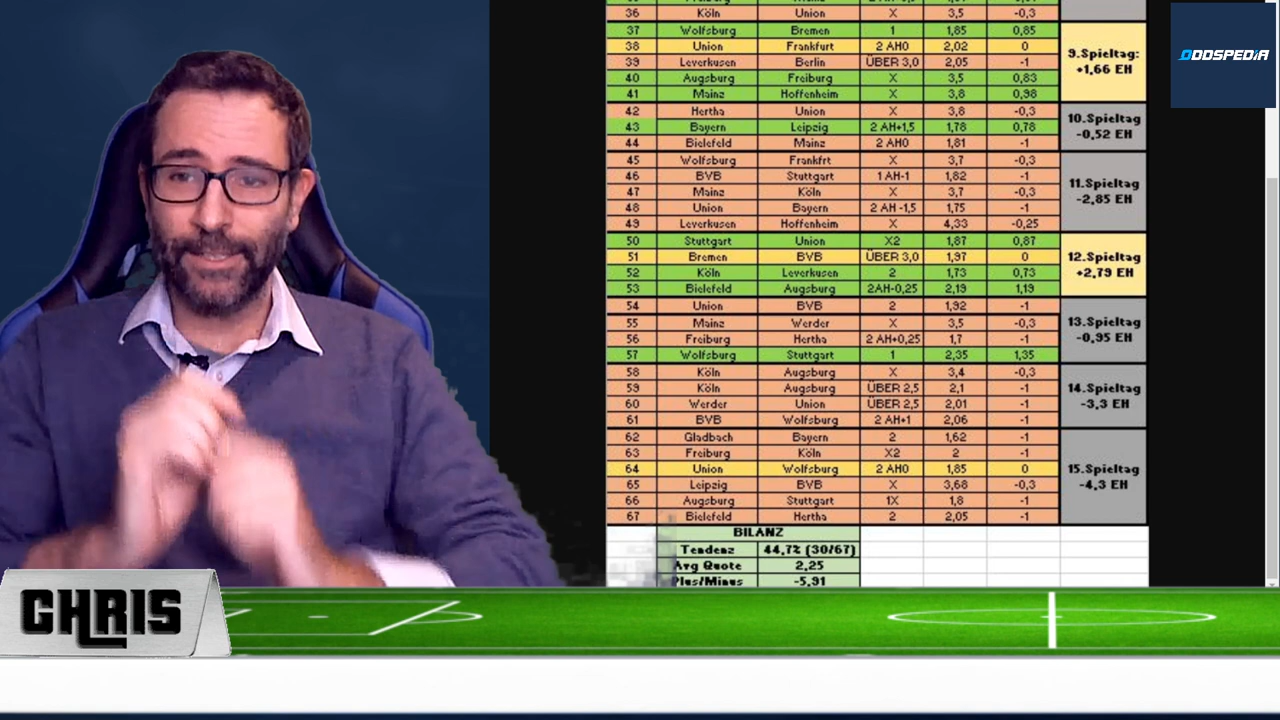 36 Köln Union X 3,5 -0,3
37 Wolfsburg Bremen 1 1,85 0,85
38 Union Frankfurt 2 AH0 2,02 0
39 Leverkusen Berlin ÜBER 3,0 2,05 -1
40 Augsburg Freiburg X 3,5 0,83
41 Mainz Hoffenheim X 3,8 0,98
9.Spieltag:
+1,66 EH
42 Hertha Union X 3,8 -0,3
43 Bayern Leipzig 2 AH+1,5 1,78 0,78
44 Bielefeld Mainz 2 AH0 1,81 -1
10.Spieltag
-0,52 EH
45 Wolfsburg Frankfrt X 3,7 -0,3
46 BVB Stuttgart 1 AH-1 1,82 -1
47 Mainz Köln X 3,7 -0,3
48 Union Bayern 2 AH -1,5 1,75 -1
49 Leverkusen Hoffenheim X 4,33 -0,25
11.Spieltag
-2,85 EH
50 Stuttgart Union X2 1,87 0,87
51 Bremen BVB ÜBER 3,0 1,97 0
52 Köln Leverkusen 2 1,73 0,73
53 Bielefeld Augsburg 2AH-0,25 2,19 1,19
12.Spieltag
+2,79 EH
54 Union BVB 2 1,92 -1
55 Mainz Werder X 3,5 -0,3
56 Freiburg Hertha 2 AH+0,25 1,7 -1
57 Wolfsburg Stuttgart 1 2,35 1,35
13.Spieltag
-0,95 EH
58 Köln Augsburg X 3,4 -0,3
59 Köln Augsburg ÜBER 2,5 2,1 -1
60 Werder Union ÜBER 2,5 2,01 -1
61 BVB Wolfsburg 2 AH+1 2,06 -1
14.Spieltag
-3,3 EH
62 Gladbach Bayern 2 1,62 -1
63 Freiburg Köln X2 2 -1
64 Union Wolfsburg 2 AH0 1,85 0
65 Leipzig BVB X 3,68 -0,3
66 Augsburg Stuttgart 1X 1,8 -1
67 Bielefeld Hertha 2 2,05 -1
15.Spieltag
-4,3 EH
BILANZ
Tendenz 44,7% (30/67)
Avg Quote 2,25
Plus/Minus -5,91
ODDSPEDIA
CHRIS